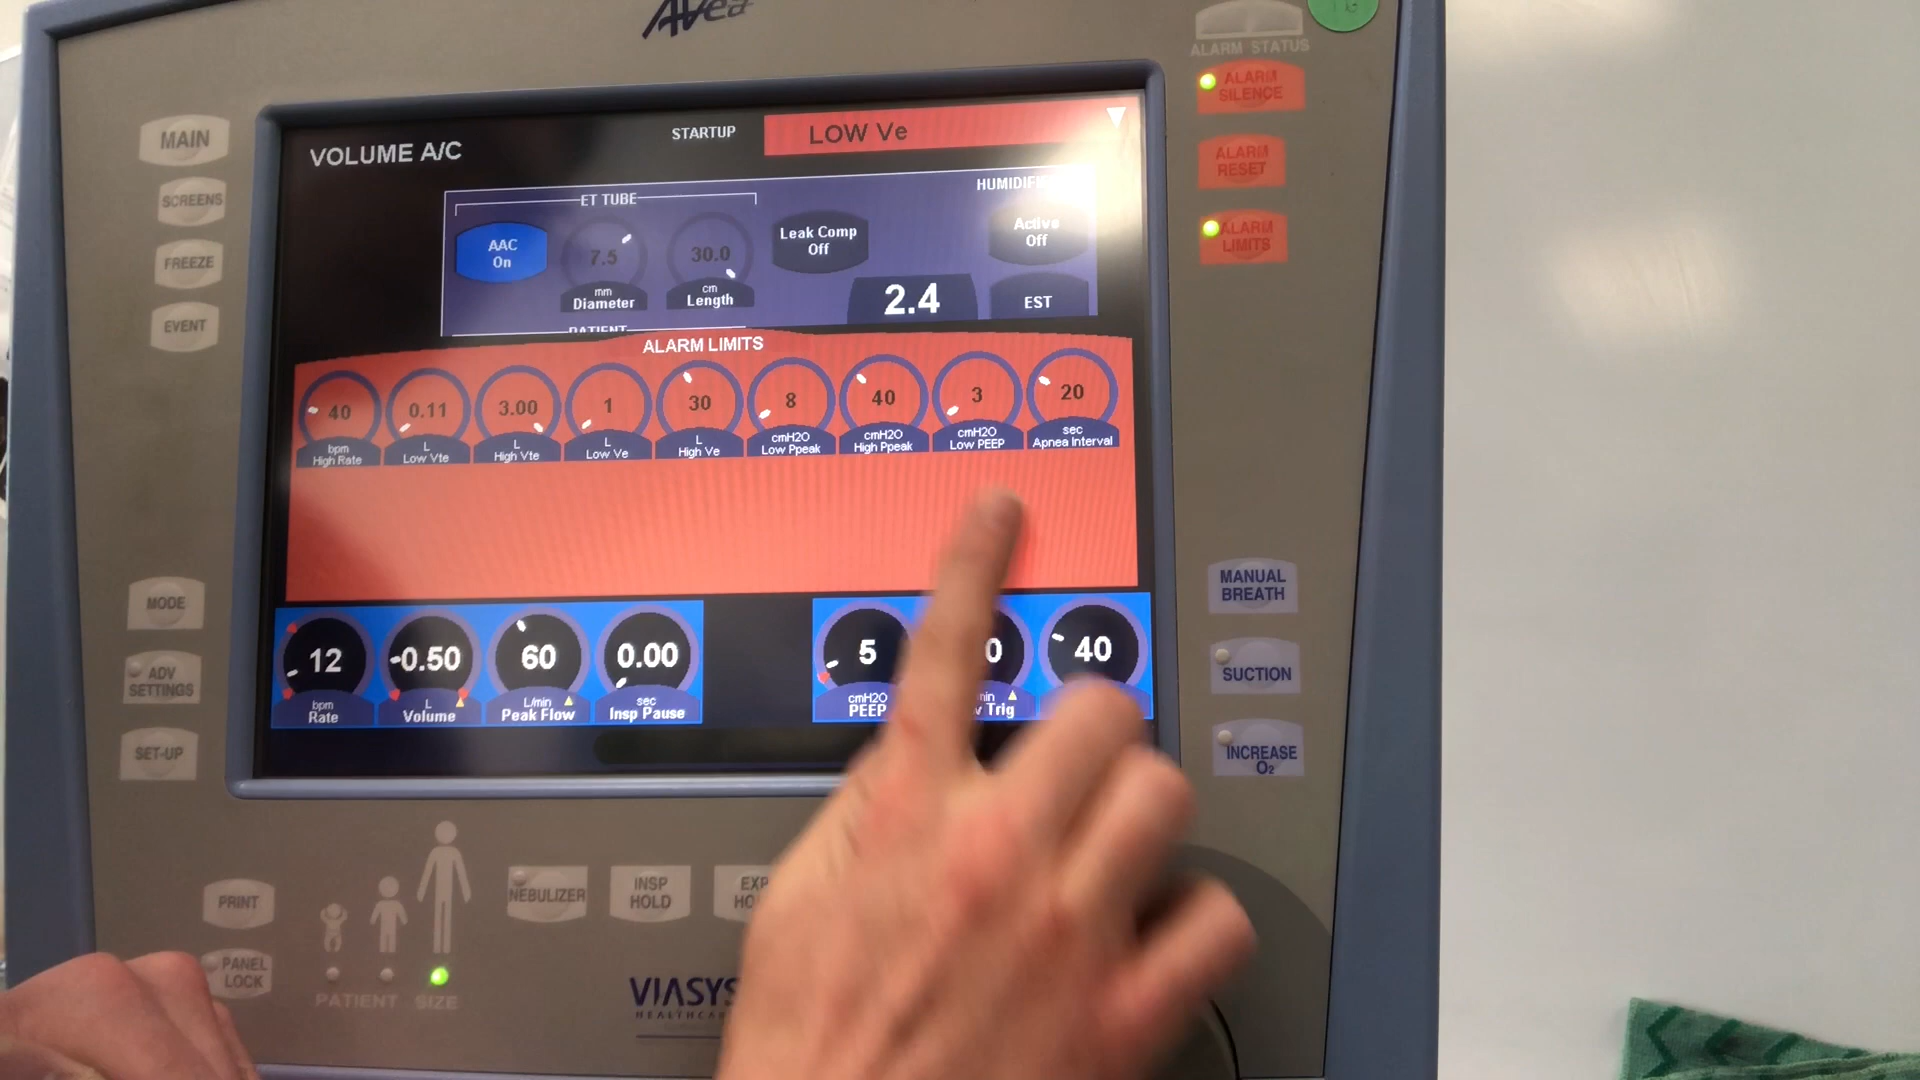 AVea
ALARM STATUS
ALARM
SILENCE
ALARM
RESET
ALARM
LIMITS
MAIN
SCREENS
FREEZE
EVENT
MODE
ADV
SETTINGS
SET-UP
VOLUME A/C
STARTUP
LOW Ve
ET TUBE
AAC
On
7.5
mm
Diameter
30.0
cm
Length
Leak Comp
Off
Active
Off
2.4
EST
PATIENT
ALARM LIMITS
40
bpm
High Rate
0.11
L
Low Vte
3.00
L
High Vte
1
L
Low Ve
30
L
High Ve
8
cmH2O
Low Ppeak
40
cmH2O
High Ppeak
3
cmH2O
Low PEEP
20
sec
Apnea Interval
12
bpm
Rate
0.50
L
Volume
60
L/min
Peak Flow
0.00
sec
Insp Pause
5
cmH2O
PEEP
0
Trig
40
MANUAL
BREATH
SUCTION
INCREASE
O2
PRINT
PANEL
LOCK
PATIENT SIZE
NEBULIZER
INSP
HOLD
EXP
VIASYS